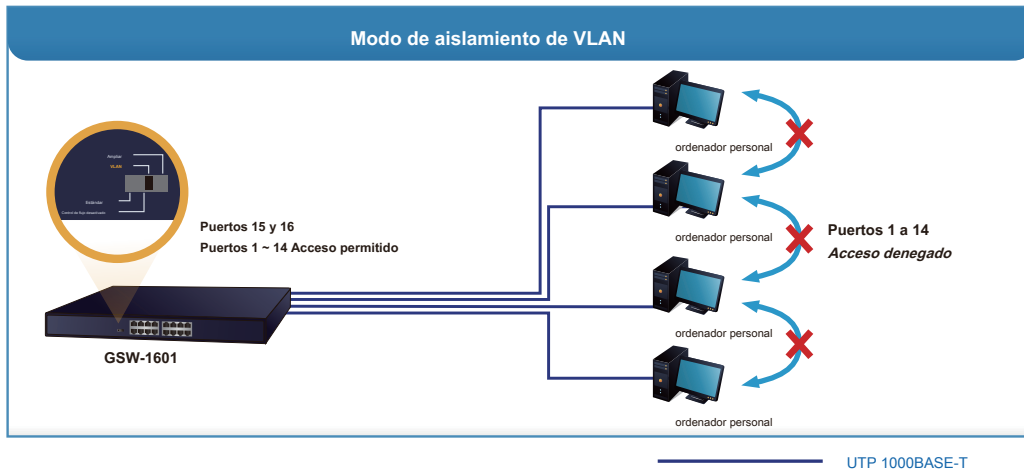 Modo de aislamiento de VLAN
Ampliar
VLAN
Estándar
Control de flujo desactivado
Puertos 15 y 16
Puertos 1 ~ 14 Acceso permitido
GSW-1601
ordenador personal
ordenador personal
ordenador personal
ordenador personal
Puertos 1 a 14
Acceso denegado
UTP 1000BASE-T